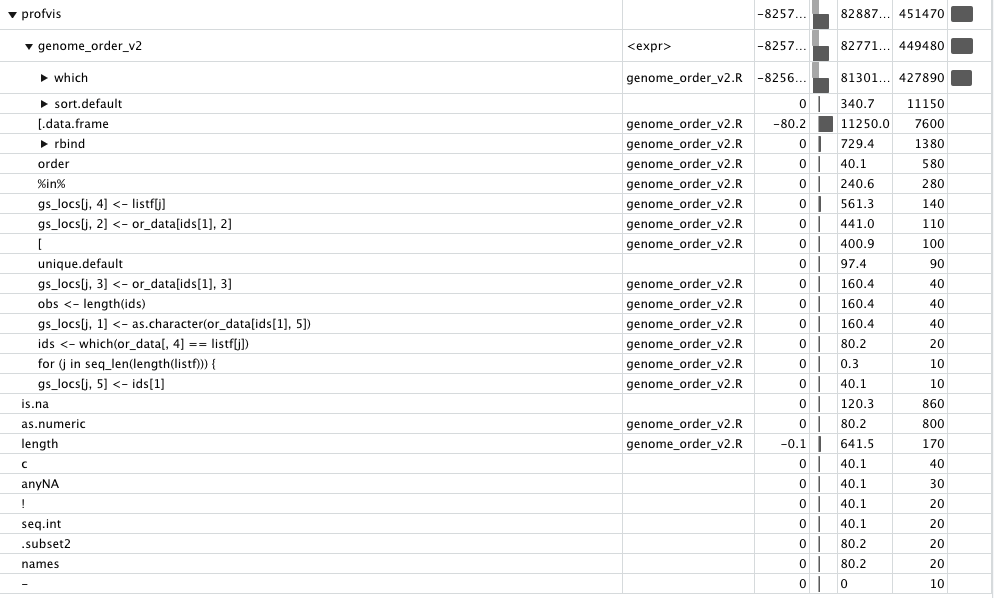 ▼ profvis -8257... 82887... 451470
▼ genome_order_v2 <expr> -8257... 82771... 449480
▶ which genome_order_v2.R -8256... 81301... 427890
▶ sort.default 0 340.7 11150
[.data.frame genome_order_v2.R -80.2 11250.0 7600
▶ rbind genome_order_v2.R 0 729.4 1380
order genome_order_v2.R 0 40.1 580
%in% genome_order_v2.R 0 240.6 280
gs_locs[j, 4] <- listf[j] genome_order_v2.R 0 561.3 140
gs_locs[j, 2] <- or_data[ids[1], 2] genome_order_v2.R 0 441.0 110
[ genome_order_v2.R 0 400.9 100
unique.default 0 97.4 90
gs_locs[j, 3] <- or_data[ids[1], 3] genome_order_v2.R 0 160.4 40
obs <- length(ids) genome_order_v2.R 0 160.4 40
gs_locs[j, 1] <- as.character(or_data[ids[1], 5]) genome_order_v2.R 0 160.4 40
ids <- which(or_data[, 4] == listf[j]) genome_order_v2.R 0 80.2 20
for (j in seq_len(length(listf))) { genome_order_v2.R 0 0.3 10
gs_locs[j, 5] <- ids[1] genome_order_v2.R 0 40.1 10
is.na 0 120.3 860
as.numeric genome_order_v2.R 0 80.2 800
length genome_order_v2.R -0.1 641.5 170
c 0 40.1 40
anyNA 0 40.1 30
! 0 40.1 20
seq.int 0 40.1 20
.subset2 0 80.2 20
names 0 80.2 20
- 0 0 10